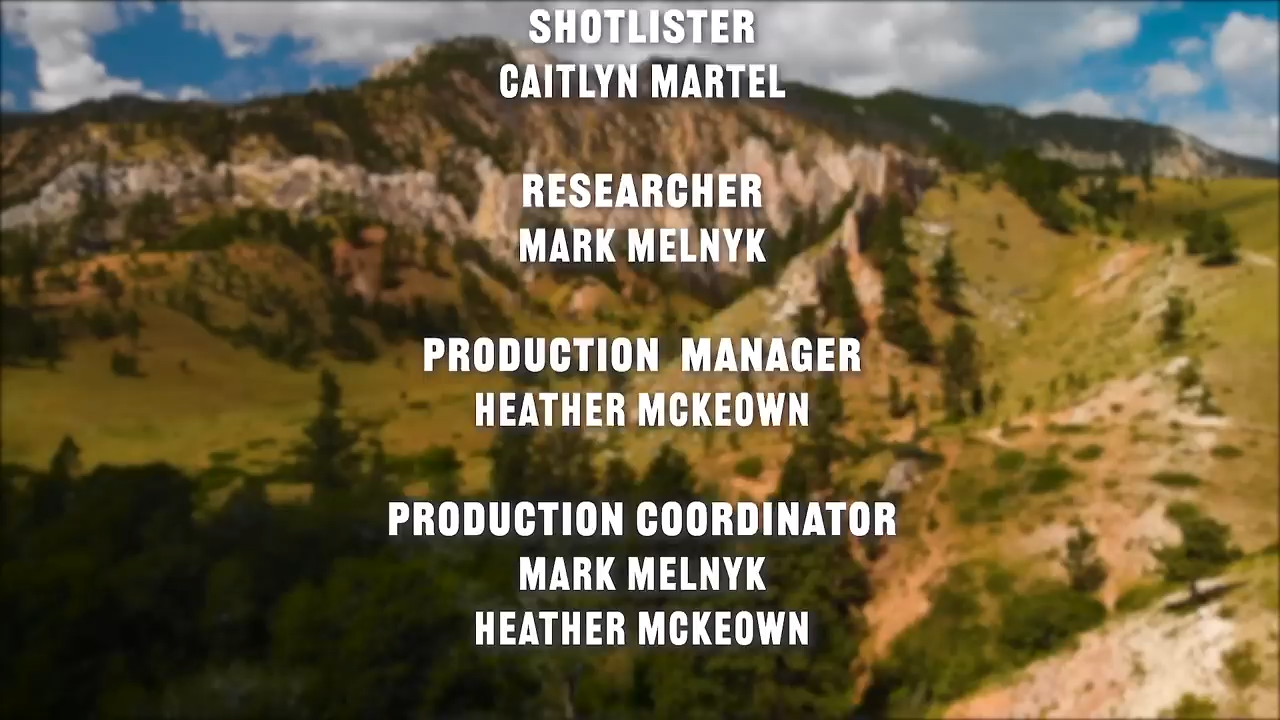 SHOTLISTER
CAITLYN MARTEL
RESEARCHER
MARK MELNYK
PRODUCTION MANAGER
HEATHER MCKEOWN
PRODUCTION COORDINATOR
MARK MELNYK
HEATHER MCKEOWN